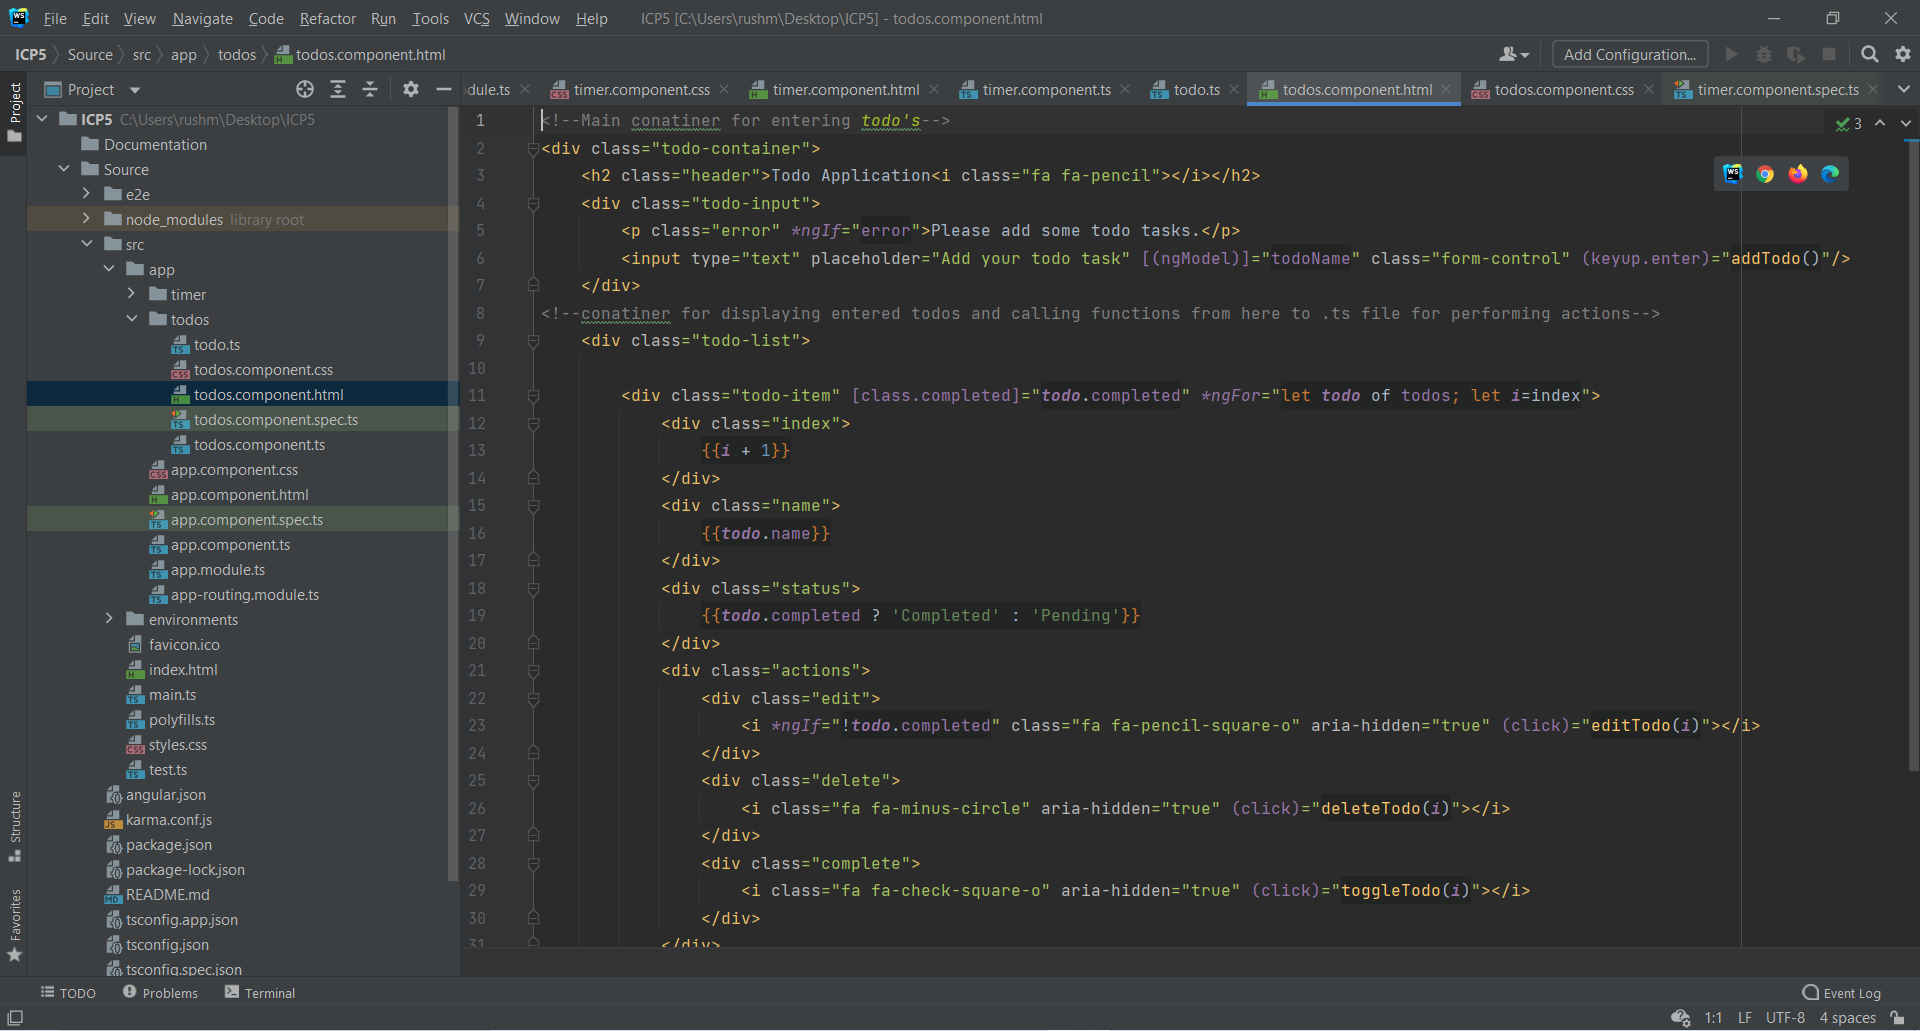 File Edit View Navigate Code Refactor Run Tools VCS Window Help ICP5 [C:\Users\rushm\Desktop\ICP5] - todos.component.html
ICP5 Source src app todos todos.component.html Add Configuration...
Project
Project
dule.ts timer.component.css timer.component.html timer.component.ts todo.ts todos.component.html todos.component.css timer.component.spec.ts
ICP5 C:\Users\rushm\Desktop\ICP5
Documentation
Source
e2e
node_modules library root
src
app
timer
todos
todo.ts
todos.component.css
todos.component.html
todos.component.spec.ts
todos.component.ts
app.component.css
app.component.html
app.component.spec.ts
app.component.ts
app.module.ts
app-routing.module.ts
environments
favicon.ico
index.html
main.ts
polyfills.ts
styles.css
test.ts
angular.json
karma.conf.js
package.json
package-lock.json
README.md
tsconfig.app.json
tsconfig.json
tsconfig.spec.json
Structure
Favorites
3
1 <!--Main conatiner for entering todo's-->
2 <div class="todo-container">
3 <h2 class="header">Todo Application<i class="fa fa-pencil"></i></h2>
4 <div class="todo-input">
5 <p class="error" *ngIf="error">Please add some todo tasks.</p>
6 <input type="text" placeholder="Add your todo task" [(ngModel)]="todoName" class="form-control" (keyup.enter)="addTodo()"/>
7 </div>
8 <!--conatiner for displaying entered todos and calling functions from here to .ts file for performing actions-->
9 <div class="todo-list">
10
11 <div class="todo-item" [class.completed]="todo.completed" *ngFor="let todo of todos; let i=index">
12 <div class="index">
13 {{i + 1}}
14 </div>
15 <div class="name">
16 {{todo.name}}
17 </div>
18 <div class="status">
19 {{todo.completed ? 'Completed' : 'Pending'}}
20 </div>
21 <div class="actions">
22 <div class="edit">
23 <i *ngIf="!todo.completed" class="fa fa-pencil-square-o" aria-hidden="true" (click)="editTodo(i)"></i>
24 </div>
25 <div class="delete">
26 <i class="fa fa-minus-circle" aria-hidden="true" (click)="deleteTodo(i)"></i>
27 </div>
28 <div class="complete">
29 <i class="fa fa-check-square-o" aria-hidden="true" (click)="toggleTodo(i)"></i>
30 </div>
31 </div>
TODO Problems Terminal Event Log
1:1 LF UTF-8 4 spaces